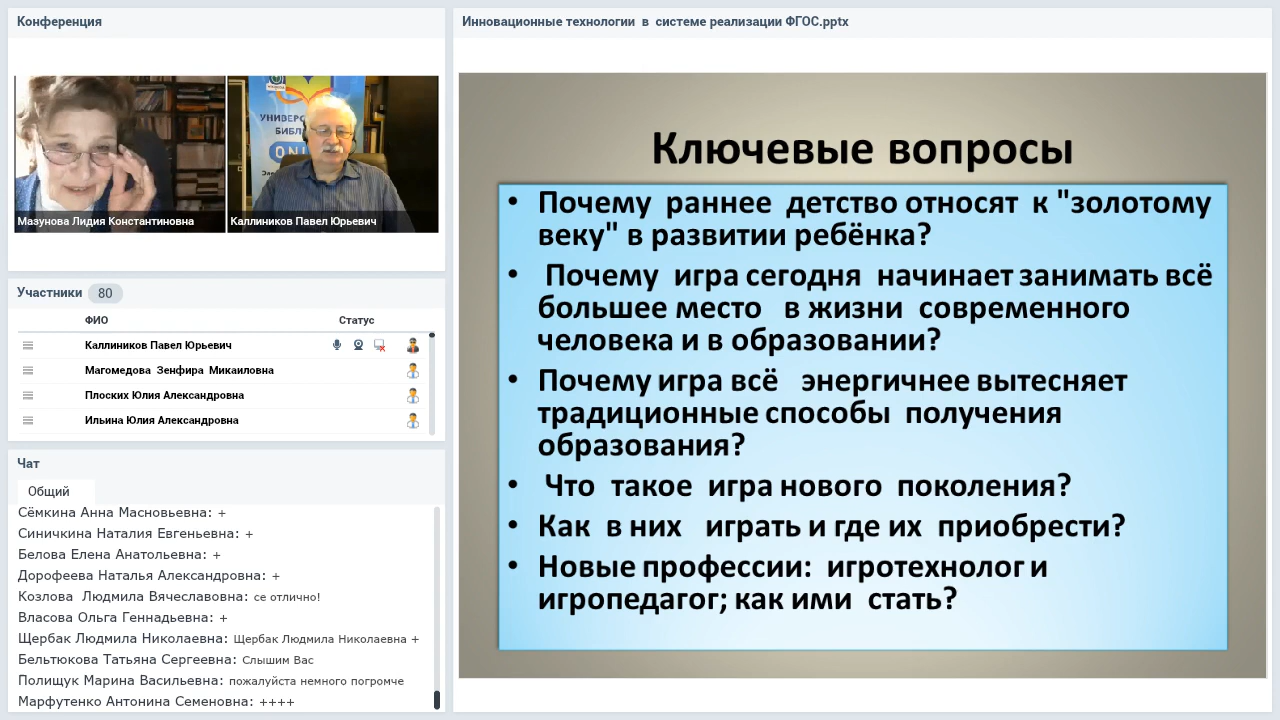 Конференция
УНИВЕРС
БИБЛ
ONL
Мазунова Лидия Константиновна
Каллиников Павел Юрьевич
Участники 80
ФИО Статус
Каллиников Павел Юрьевич
Магомедова Зенфира Микаиловна
Плоских Юлия Александровна
Ильина Юлия Александровна
Чат
Общий
Сёмкина Анна Масновьевна: +
Синичкина Наталия Евгеньевна: +
Белова Елена Анатольевна: +
Дорофеева Наталья Александровна: +
Козлова Людмила Вячеславовна: се отлично!
Власова Ольга Геннадьевна: +
Щербак Людмила Николаевна: Щербак Людмила Николаевна +
Бельтюкова Татьяна Сергеевна: Слышим Вас
Полищук Марина Васильевна: пожалуйста немного погромче
Марфутенко Антонина Семеновна: ++++
Инновационные технологии в системе реализации ФГОС.pptx
Ключевые вопросы
• Почему раннее детство относят к "золотому
веку" в развитии ребёнка?
• Почему игра сегодня начинает занимать всё
большее место в жизни современного
человека и в образовании?
• Почему игра всё энергичнее вытесняет
традиционные способы получения
образования?
• Что такое игра нового поколения?
• Как в них играть и где их приобрести?
• Новые профессии: игротехнолог и
игропедагог; как ими стать?